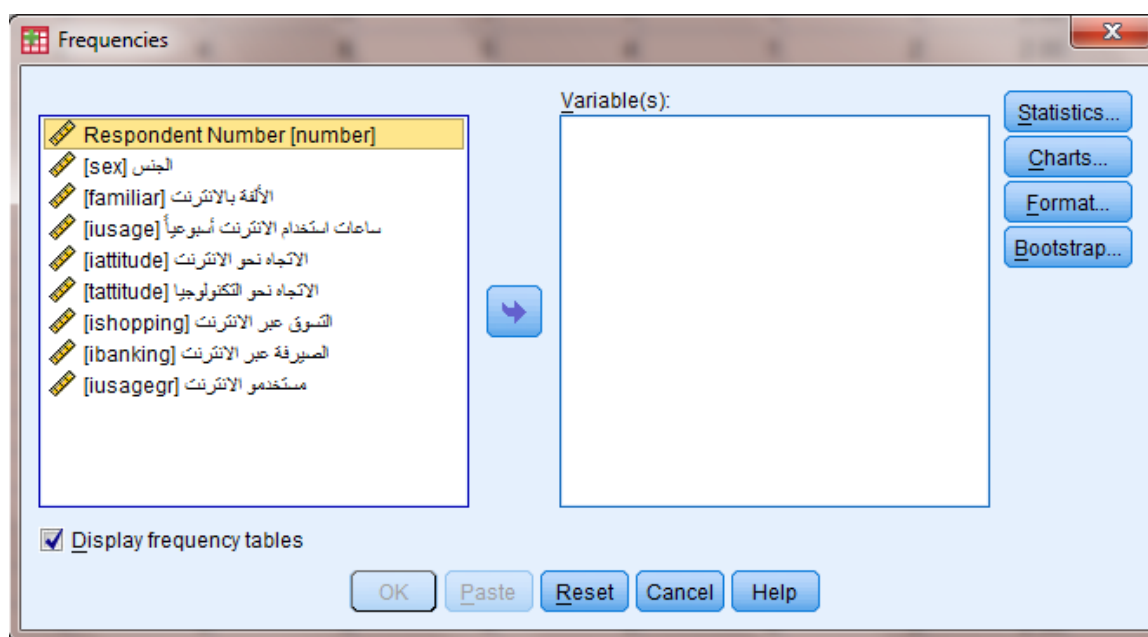 Frequencies
Variable(s):
Respondent Number [number]
الجنس [sex]
الألفة بالانترنت [familiar]
ساعات استخدام الانترنت أسبوعياً [iusage]
الاتجاه نحو الانترنت [iattitude]
الاتجاه نحو التكنولوجيا [tattitude]
التسوق عبر الانترنت [ishopping]
الصيرفة عبر الانترنت [ibanking]
مستخدمو الانترنت [iusagegr]
Statistics...
Charts...
Format...
Bootstrap...
Display frequency tables
OK Paste Reset Cancel Help